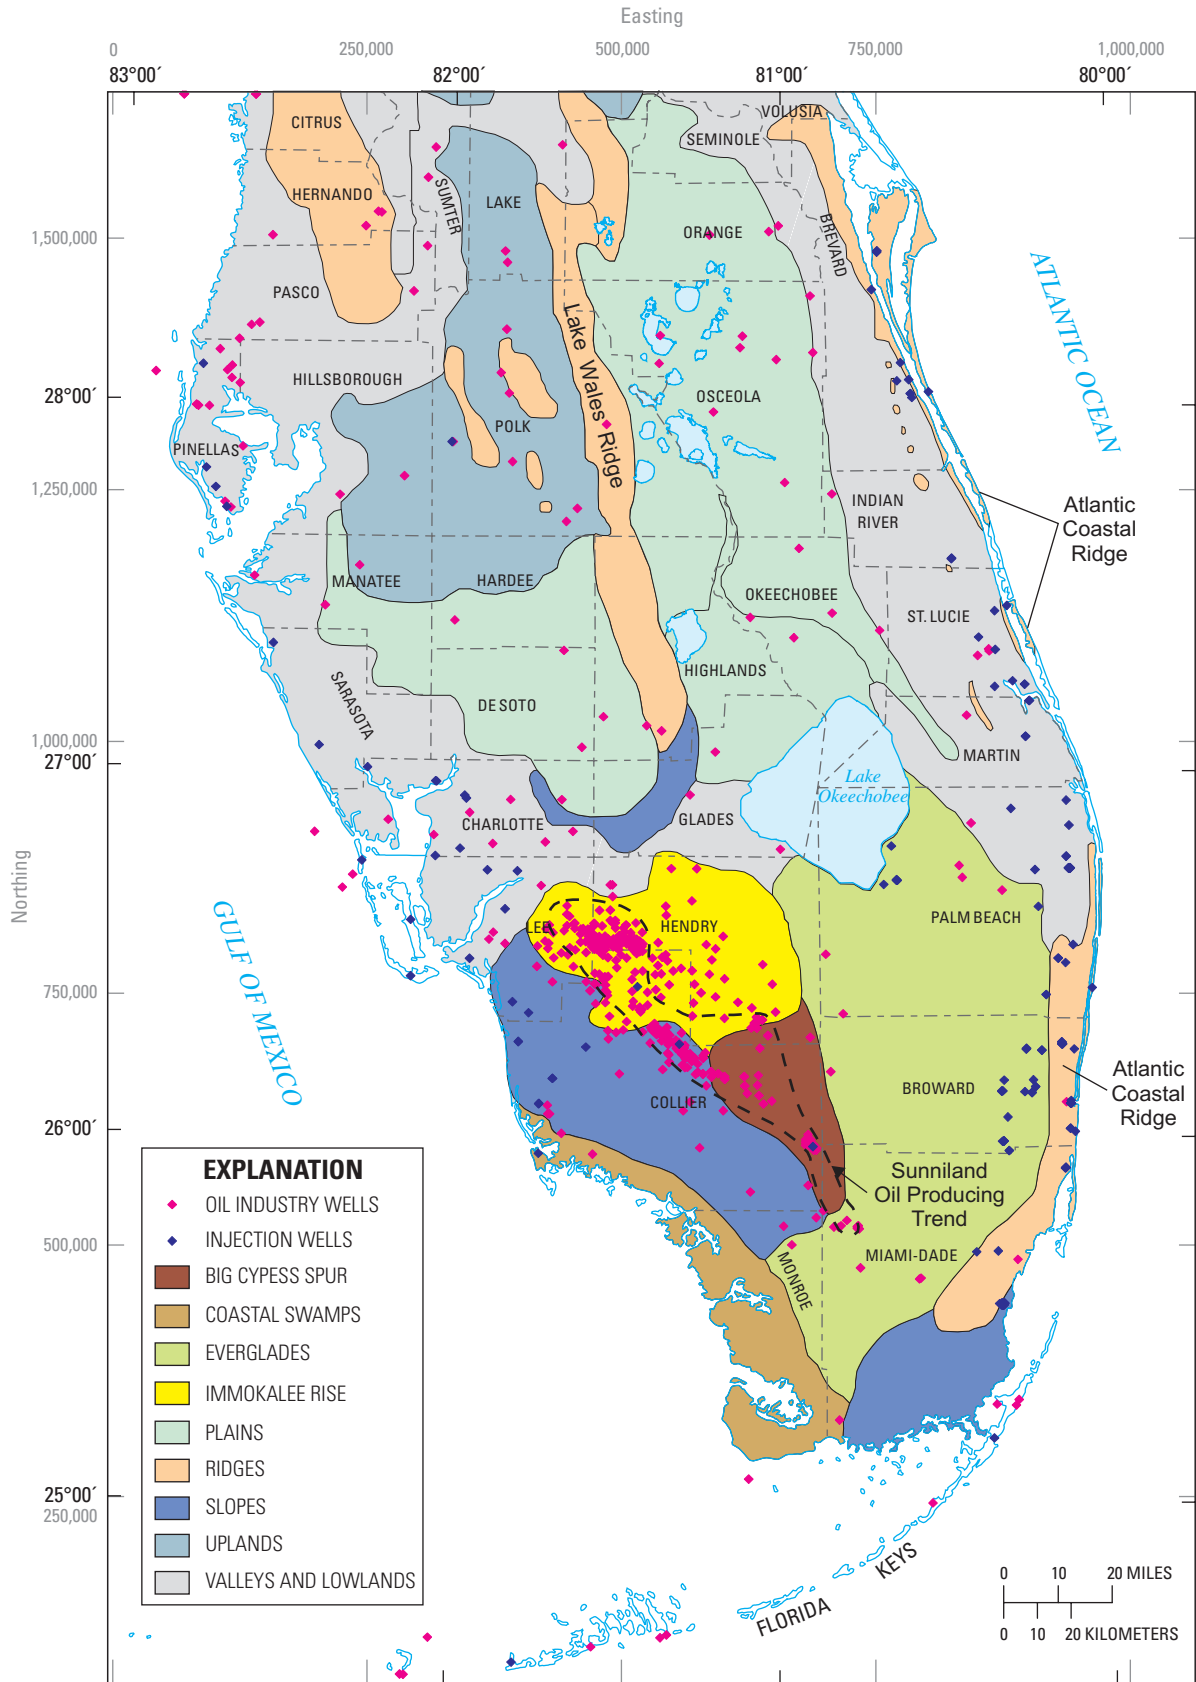 Easting
0
250,000
500,000
750,000
1,000,000
83°00´
82°00´
81°00´
80°00´
CITRUS
VOLUSIA
SEMINOLE
HERNANDO
SUMTER
LAKE
ORANGE
BREVARD
1,500,000
PASCO
ATLANTIC OCEAN
Lake Wales Ridge
HILLSBOROUGH
28°00´
OSCEOLA
POLK
PINELLAS
1,250,000
INDIAN
RIVER
Atlantic
Coastal
Ridge
MANATEE
HARDEE
OKEECHOBEE
ST. LUCIE
HIGHLANDS
SARASOTA
DE SOTO
1,000,000
27°00´
MARTIN
Lake
Okeechobee
CHARLOTTE
GLADES
Northing
GULF OF MEXICO
LEE
HENDRY
PALM BEACH
750,000
Atlantic
Coastal
Ridge
BROWARD
COLLIER
26°00´
Sunniland
Oil Producing
Trend
500,000
MIAMI-DADE
MONROE
EXPLANATION
OIL INDUSTRY WELLS
INJECTION WELLS
BIG CYPESS SPUR
COASTAL SWAMPS
EVERGLADES
IMMOKALEE RISE
PLAINS
RIDGES
SLOPES
UPLANDS
VALLEYS AND LOWLANDS
25°00´
250,000
FLORIDA KEYS
0 10 20 MILES
0 10 20 KILOMETERS